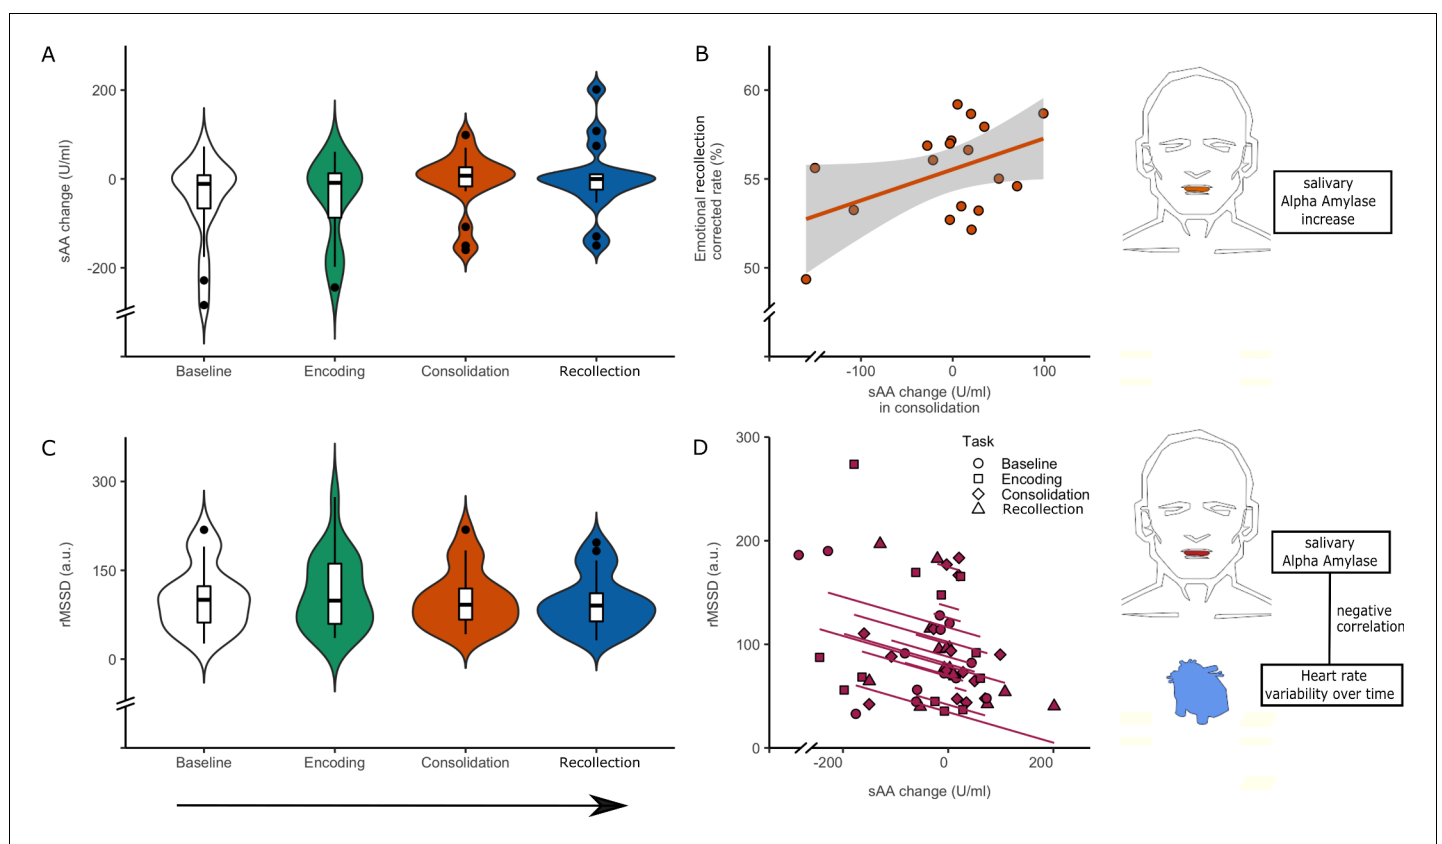 A
sAA change (U/ml)
200
0
-200
Baseline
Encoding
Consolidation
Recollection
B
Emotional recollection
corrected rate (%)
60
55
50
-100
0
100
sAA change (U/ml)
in consolidation
salivary
Alpha Amylase
increase
C
rMSSD (a.u.)
300
150
0
Baseline
Encoding
Consolidation
Recollection
D
rMSSD (a.u.)
300
200
100
0
-200
0
200
sAA change (U/ml)
Task
Baseline
Encoding
Consolidation
Recollection
salivary
Alpha Amylase
negative
correlation
Heart rate
variability over time